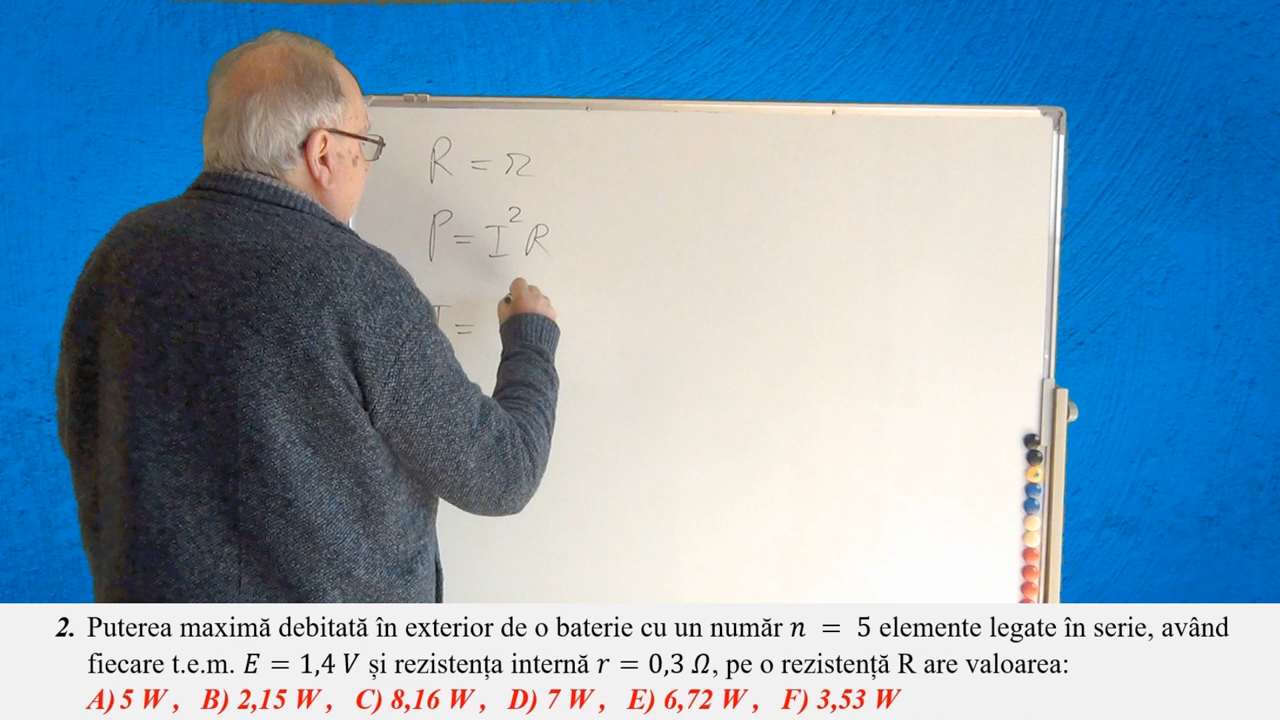 R = r
P = I²R
I =
2. Puterea maximă debitată în exterior de o baterie cu un număr n = 5 elemente legate în serie, având
fiecare t.e.m. E = 1,4 V și rezistența internă r = 0,3 Ω, pe o rezistență R are valoarea:
A) 5 W , B) 2,15 W , C) 8,16 W , D) 7 W , E) 6,72 W , F) 3,53 W